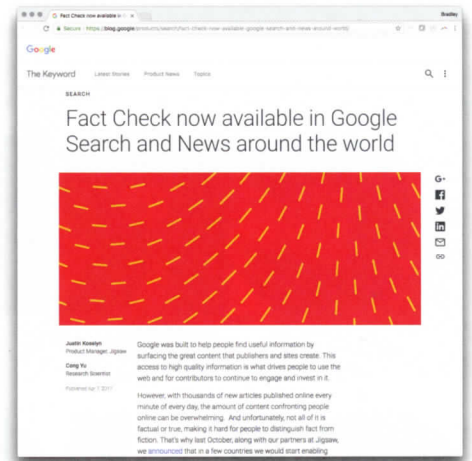 Fact Check now available in
Bradley
Secure https://blog.google/products/search/fact-check-now-available-google-search-and-news-around-world/
Google
The Keyword Latest Stories Product News Topics
SEARCH
Fact Check now available in Google
Search and News around the world
G+
Justin Kosslyn
Product Manager, Jigsaw
Cong Yu
Research Scientist
Google was built to help people find useful information by
surfacing the great content that publishers and sites create. This
access to high quality information is what drives people to use the
web and for contributors to continue to engage and invest in it.
However, with thousands of new articles published online every
minute of every day, the amount of content confronting people
online can be overwhelming. And unfortunately, not all of it is
factual or true, making it hard for people to distinguish fact from
fiction. That's why last October, along with our partners at Jigsaw,
we announced that in a few countries we would start enabling